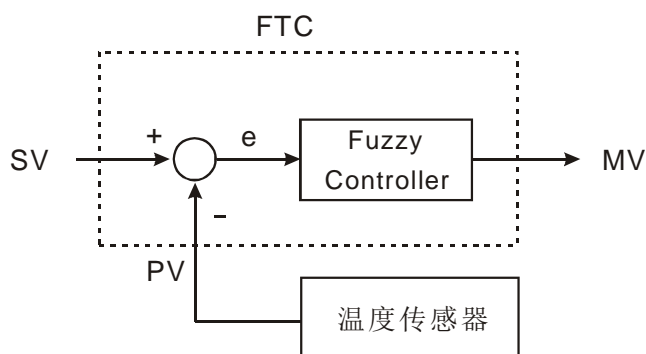 FTC
SV
+
e
Fuzzy
Controller
MV
−
PV
温度传感器